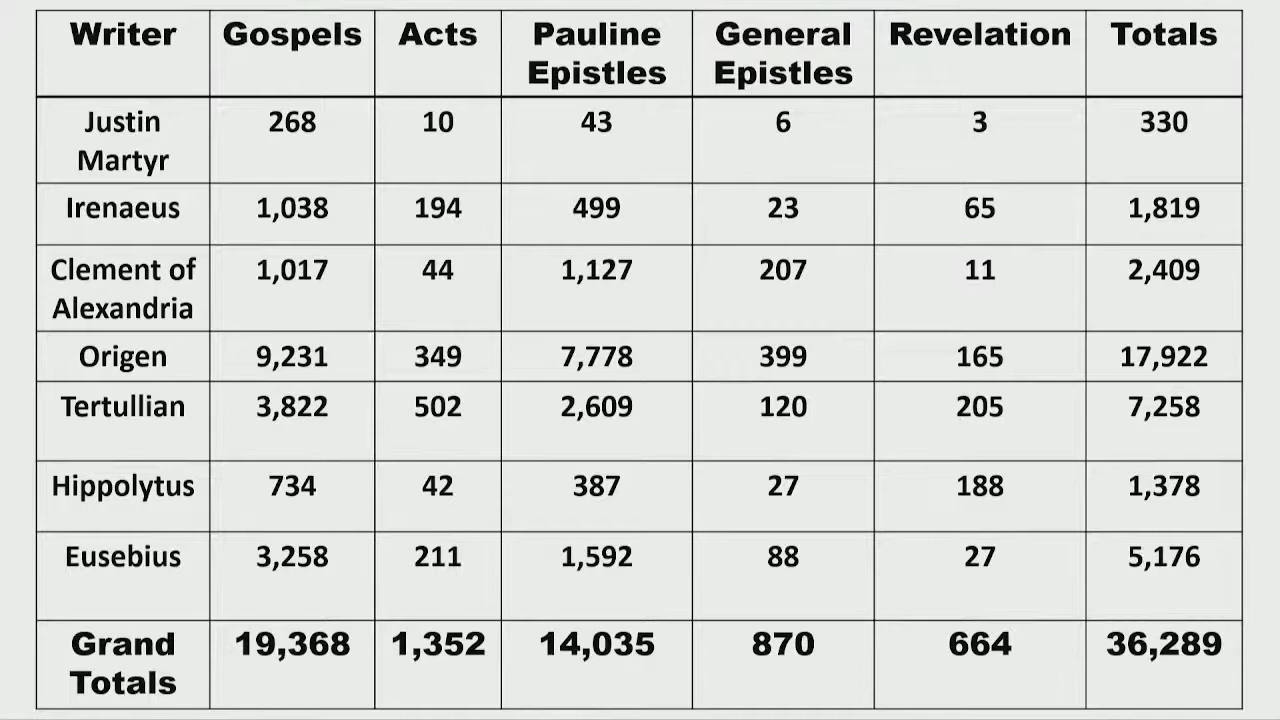 Writer Gospels Acts Pauline Epistles General Epistles Revelation Totals
Justin Martyr 268 10 43 6 3 330
Irenaeus 1,038 194 499 23 65 1,819
Clement of Alexandria 1,017 44 1,127 207 11 2,409
Origen 9,231 349 7,778 399 165 17,922
Tertullian 3,822 502 2,609 120 205 7,258
Hippolytus 734 42 387 27 188 1,378
Eusebius 3,258 211 1,592 88 27 5,176
Grand Totals 19,368 1,352 14,035 870 664 36,289